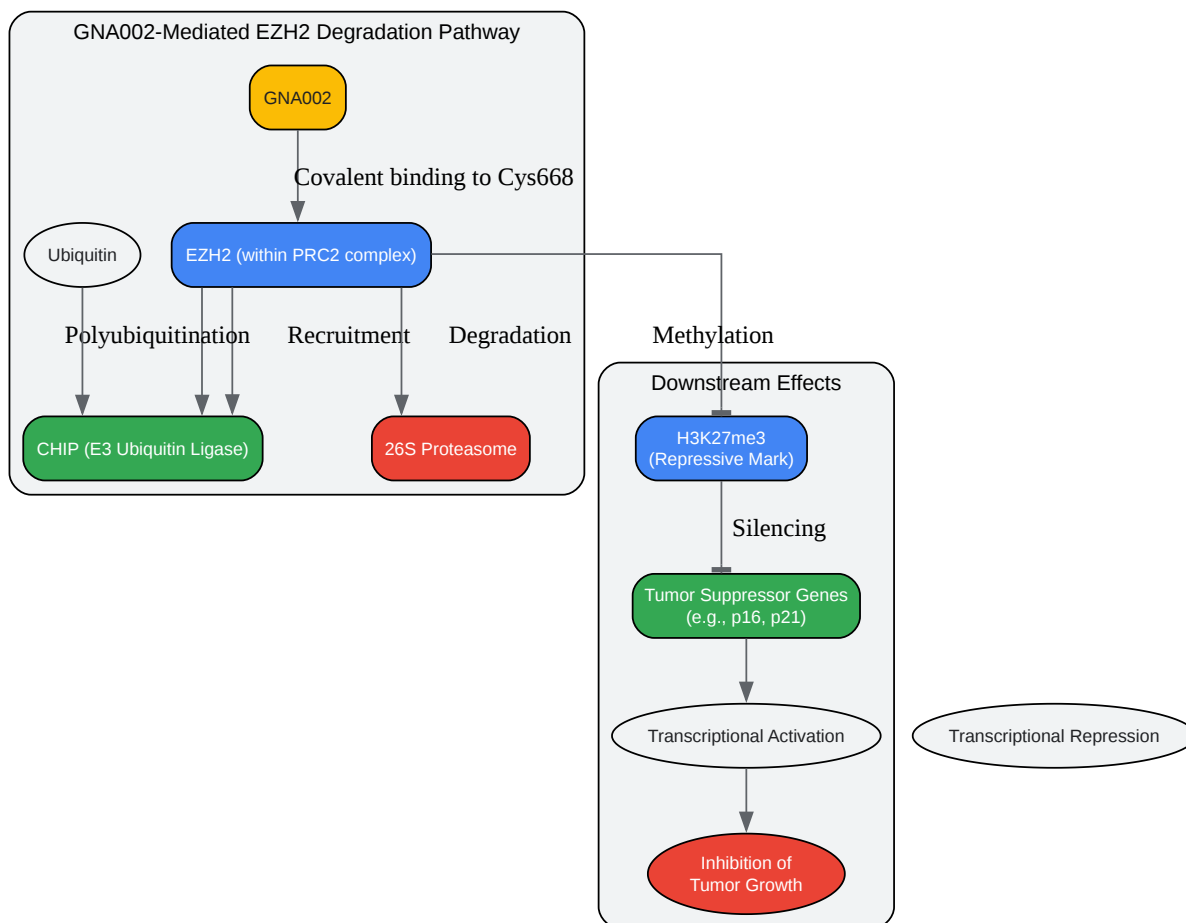 GNA002-Mediated EZH2 Degradation Pathway
GNA002
Covalent binding to Cys668
Ubiquitin
EZH2 (within PRC2 complex)
Polyubiquitination
Recruitment
Degradation
Methylation
Downstream Effects
CHIP (E3 Ubiquitin Ligase)
26S Proteasome
H3K27me3
(Repressive Mark)
Silencing
Tumor Suppressor Genes
(e.g., p16, p21)
Transcriptional Activation
Transcriptional Repression
Inhibition of
Tumor Growth